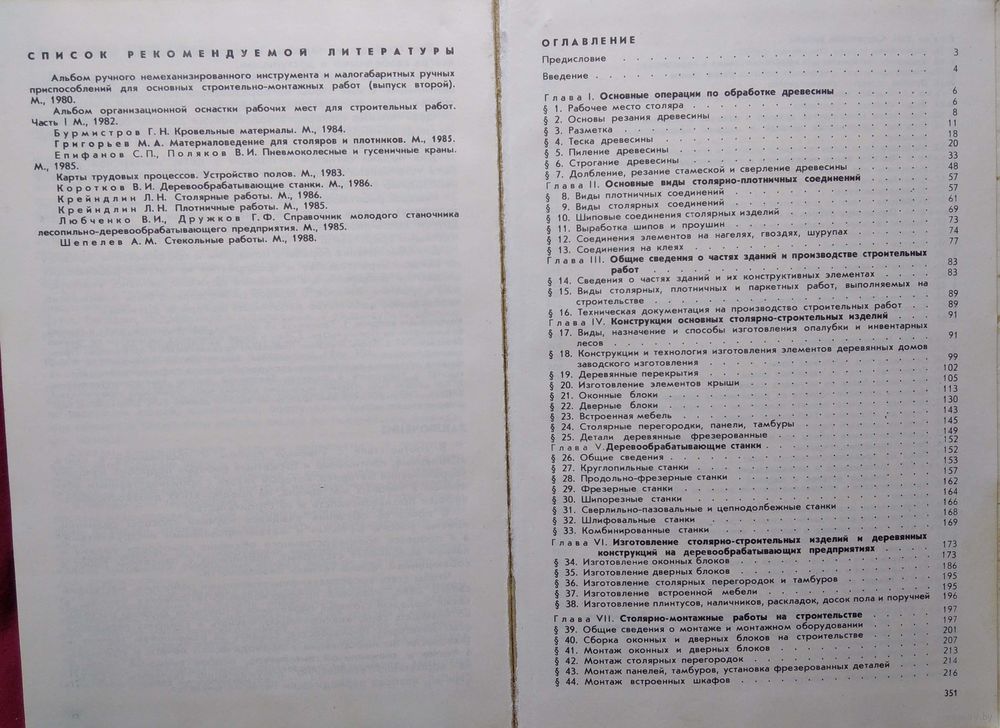 СПИСОК РЕКОМЕНДУЕМОЙ ЛИТЕРАТУРЫ
Альбом ручного немеханизированного инструмента и малогабаритных ручных
приспособлений для основных строительно-монтажных работ (выпуск второй).
М., 1980.
Альбом организационной оснастки рабочих мест для строительных работ.
Часть I М., 1982.
Бурмистров Г. Н. Кровельные материалы. М., 1984.
Григорьев М. А. Материаловедение для столяров и плотников. М., 1985.
Епифанов С. П., Поляков В. И. Пневмоколесные и гусеничные краны.
М., 1985.
Карты трудовых процессов. Устройство полов. М., 1983.
Коротков В. И. Деревообрабатывающие станки. М., 1986.
Крейндлин Л. Н. Столярные работы. М., 1986.
Крейндлин Л. Н. Плотничные работы. М., 1985.
Любченко В. И., Дружков Г. Ф. Справочник молодого станочника
лесопильно-деревообрабатывающего предприятия. М., 1985.
Шепелев А. М. Стекольные работы. М., 1988.
ОГЛАВЛЕНИЕ
Предисловие 3
Введение 4
Глава I. Основные операции по обработке древесины 6
§ 1. Рабочее место столяра 6
§ 2. Основы резания древесины 8
§ 3. Разметка 11
§ 4. Теска древесины 18
§ 5. Пиление древесины 20
§ 6. Строгание древесины 33
§ 7. Долбление, резание стамеской и сверление древесины 48
Глава II. Основные виды столярно-плотничных соединений 57
§ 8. Виды плотничных соединений 57
§ 9. Виды столярных соединений 61
§ 10. Шиповые соединения столярных изделий 69
§ 11. Выработка шипов и проушин 73
§ 12. Соединения элементов на нагелях, гвоздях, шурупах 74
§ 13. Соединения на клеях 77
Глава III. Общие сведения о частях зданий и производстве строительных
работ 83
§ 14. Сведения о частях зданий и их конструктивных элементах 83
§ 15. Виды столярных, плотничных и паркетных работ, выполняемых на
строительстве 89
§ 16. Техническая документация на производство строительных работ 89
Глава IV. Конструкции основных столярно-строительных изделий 91
§ 17. Виды, назначение и способы изготовления опалубки и инвентарных
лесов 91
§ 18. Конструкции и технология изготовления элементов деревянных домов
заводского изготовления 99
§ 19. Деревянные перекрытия 102
§ 20. Изготовление элементов крыши 105
§ 21. Оконные блоки 113
§ 22. Дверные блоки 130
§ 23. Встроенная мебель 143
§ 24. Столярные перегородки, панели, тамбуры 145
§ 25. Детали деревянные фрезерованные 149
Глава V. Деревообрабатывающие станки 152
§ 26. Общие сведения 152
§ 27. Круглопильные станки 153
§ 28. Продольно-фрезерные станки 157
§ 29. Фрезерные станки 162
§ 30. Шипорезные станки 164
§ 31. Сверлильно-пазовальные и цепнодолбежные станки 166
§ 32. Шлифовальные станки 168
§ 33. Комбинированные станки 169
Глава VI. Изготовление столярно-строительных изделий и деревянных
конструкций на деревообрабатывающих предприятиях 173
§ 34. Изготовление оконных блоков 173
§ 35. Изготовление дверных блоков 186
§ 36. Изготовление столярных перегородок и тамбуров 195
§ 37. Изготовление встроенной мебели 195
§ 38. Изготовление плинтусов, наличников, раскладок, досок пола и поручней 196
Глава VII. Столярно-монтажные работы на строительстве 197
§ 39. Общие сведения о монтаже и монтажном оборудовании 197
§ 40. Сборка оконных и дверных блоков на строительстве 201
§ 41. Монтаж оконных и дверных блоков 207
§ 42. Монтаж столярных перегородок 213
§ 43. Монтаж панелей, тамбуров, установка фрезерованных деталей 214
§ 44. Монтаж встроенных шкафов 216
351